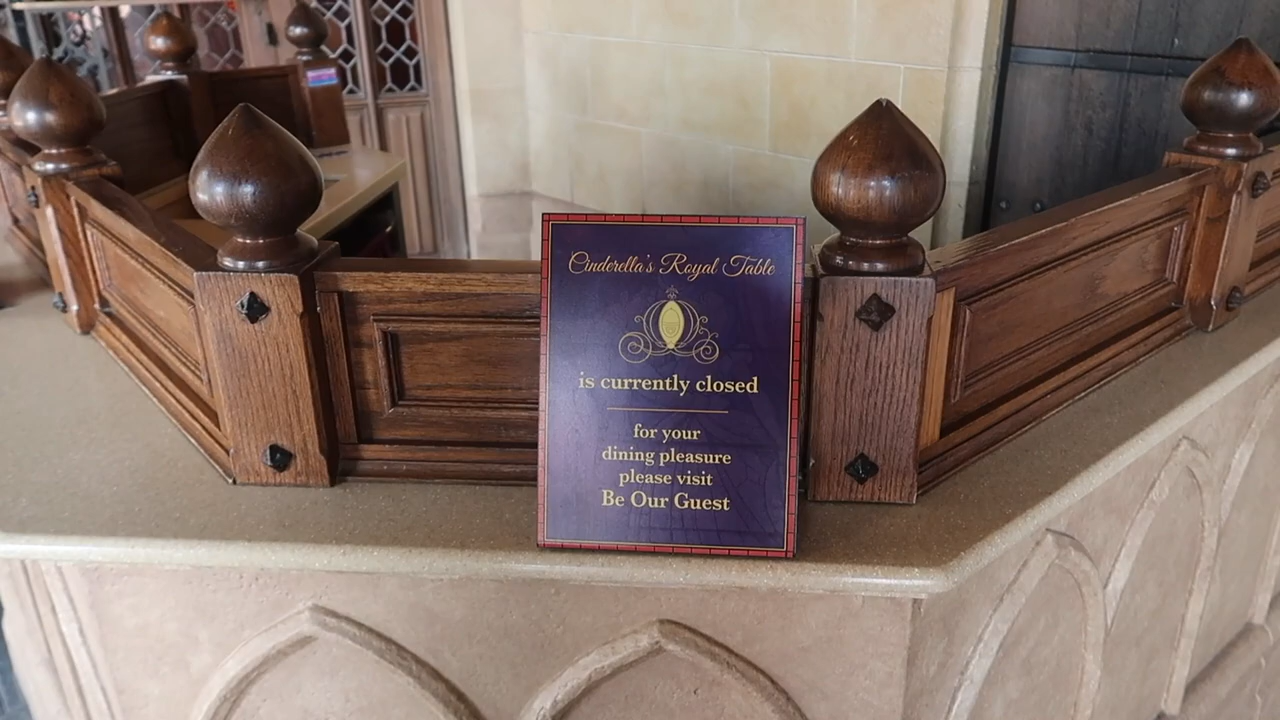 Cinderella's Royal Table
is currently closed
for your
dining pleasure
please visit
Be Our Guest